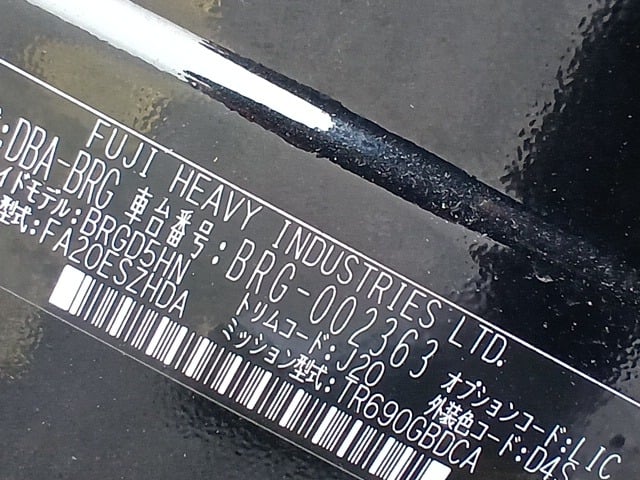 FUJI HEAVY INDUSTRIES LTD.
:DBA-BRG 車台番号:BRG-002363 オプションコード:LIC
イドモデル:BRGD5HN トリムコード:J20 外装色コード:D4S
型式:FA20ESZHDA ミッション型式:TR690GBDCA